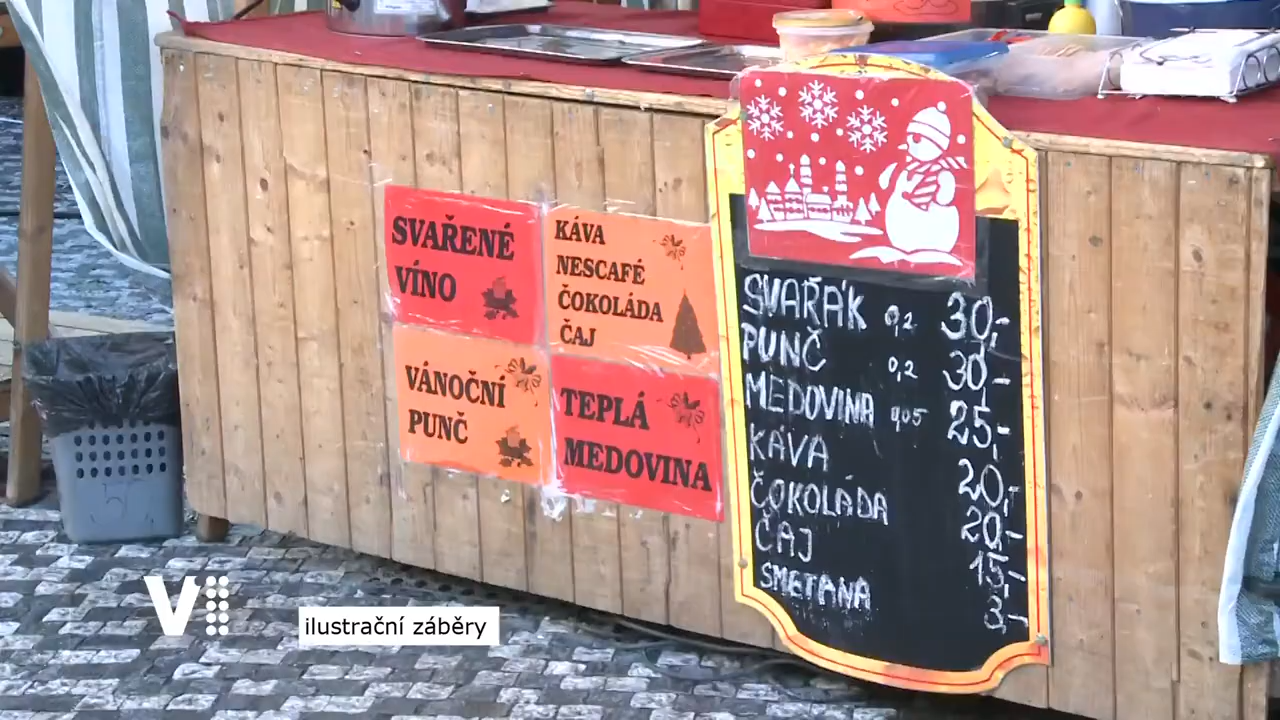 SVAŘENÉ
VÍNO
KÁVA
NESCAFÉ
ČOKOLÁDA
ČAJ
VÁNOČNÍ
PUNČ
TEPLÁ
MEDOVINA
SVAŘÁK 0,2 30,-
PUNČ 0,2 30,-
MEDOVINA 0,05 25,-
KÁVA 20,-
ČOKOLÁDA 20,-
ČAJ 15,-
SMETANA 3,-
V
ilustrační záběry